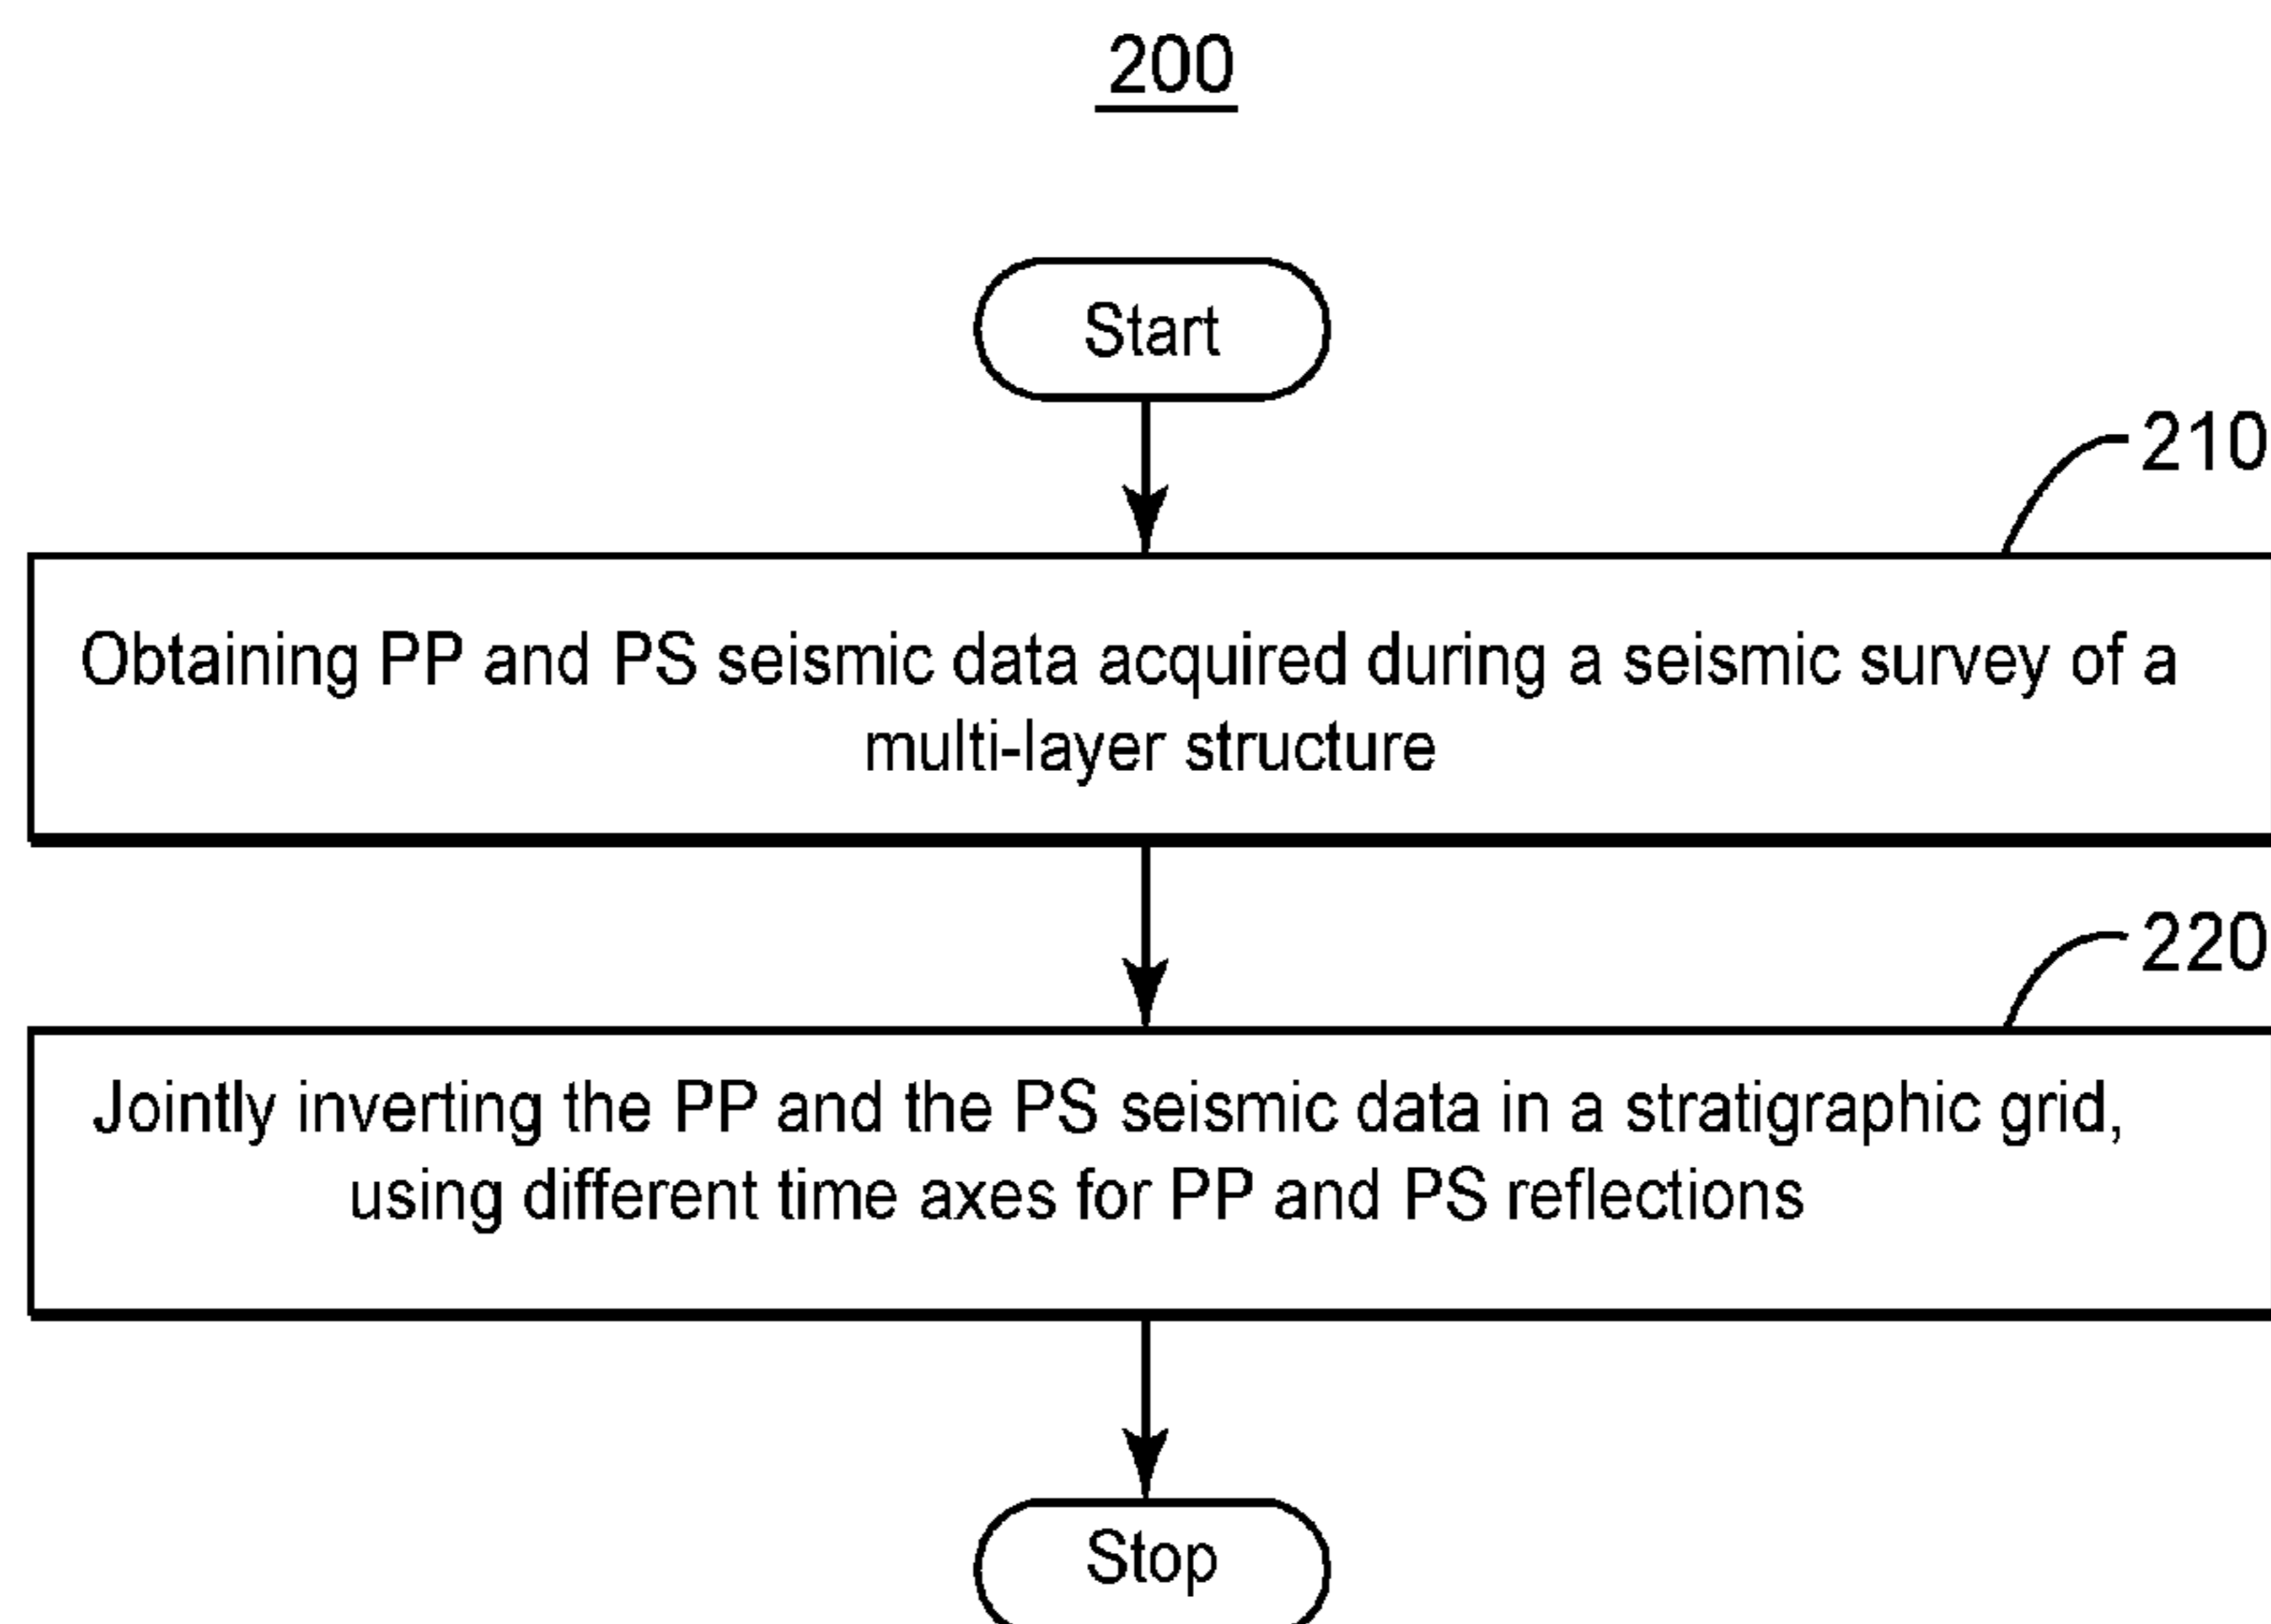 200
Start
210
Obtaining PP and PS seismic data acquired during a seismic survey of a
multi-layer structure
220
Jointly inverting the PP and the PS seismic data in a stratigraphic grid,
using different time axes for PP and PS reflections
Stop